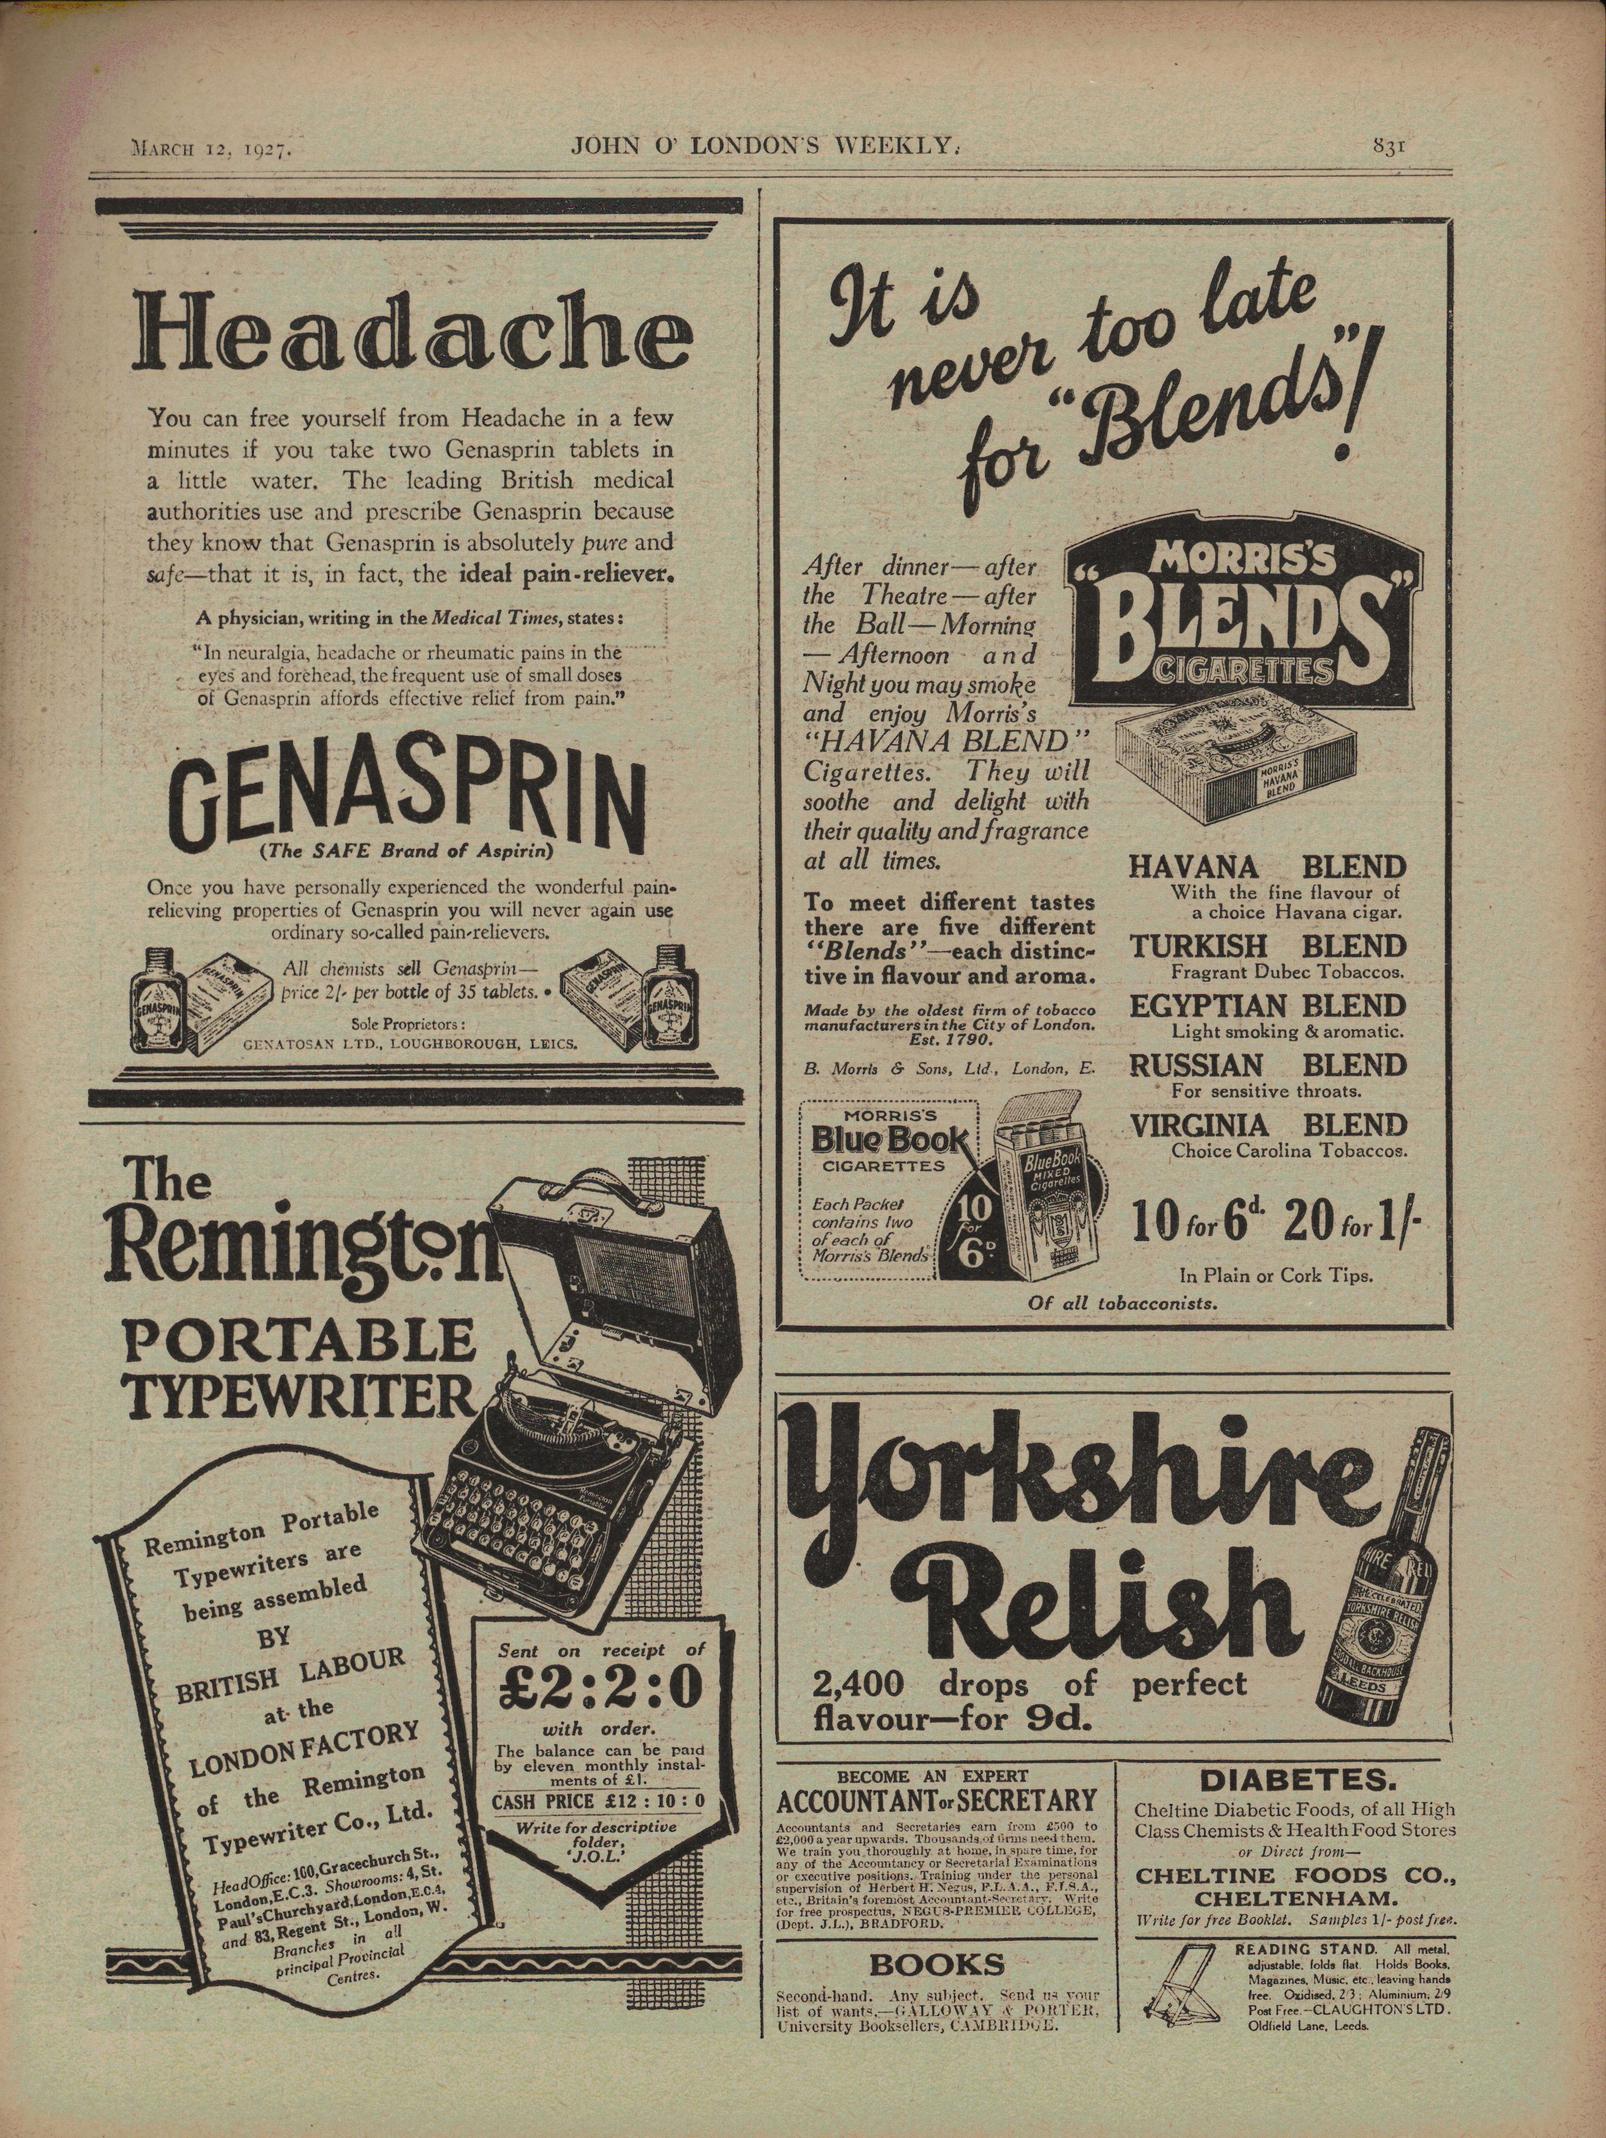 MARCH 12, 1927.
JOHN O' LONDON'S WEEKLY.
831
Headache
You can free yourself from Headache in a few
minutes if you take two Genasprin tablets in
a little water. The leading British medical
authorities use and prescribe Genasprin because
they know that Genasprin is absolutely pure and
safe—that it is, in fact, the ideal pain-reliever.
A physician, writing in the Medical Times, states:
"In neuralgia, headache or rheumatic pains in the
eyes and forehead, the frequent use of small doses
of Genasprin affords effective relief from pain."
GENASPRIN
(The SAFE Brand of Aspirin)
Once you have personally experienced the wonderful pain-
relieving properties of Genasprin you will never again use
ordinary so-called pain-relievers.
All chemists sell Genasprin—
price 2/- per bottle of 35 tablets.
Sole Proprietors:
GENATOSAN LTD., LOUGHBOROUGH, LEICS.
GENASPRIN
GENASPRIN
GENASPRIN
GENASPRIN
The
Remington
PORTABLE
TYPEWRITER
Remington Portable
Typewriters are
being assembled
BY
BRITISH LABOUR
at the
LONDON FACTORY
of the Remington
Typewriter Co., Ltd.
Head Office: 100, Gracechurch St.,
London, E.C.3. Showrooms: 4, St.
Paul's Churchyard, London, E.C.4,
and 83, Regent St., London, W.
Branches in all
principal Provincial
Centres.
Remington
Portable
Sent on receipt of
£2:2:0
with order.
The balance can be paid
by eleven monthly instal-
ments of £1.
CASH PRICE £12 : 10 : 0
Write for descriptive
folder,
'J.O.L.'
It is
never too late
for "Blends"!
After dinner—after
the Theatre—after
the Ball—Morning
—Afternoon and
Night you may smoke
and enjoy Morris's
"HAVANA BLEND"
Cigarettes. They will
soothe and delight with
their quality and fragrance
at all times.
To meet different tastes
there are five different
"Blends"—each distinc-
tive in flavour and aroma.
Made by the oldest firm of tobacco
manufacturers in the City of London.
Est. 1790.
B. Morris & Sons, Ltd., London, E.
MORRIS'S
"BLENDS"
CIGARETTES
MORRIS'S
HAVANA
BLEND
HAVANA BLEND
With the fine flavour of
a choice Havana cigar.
TURKISH BLEND
Fragrant Dubec Tobaccos.
EGYPTIAN BLEND
Light smoking & aromatic.
RUSSIAN BLEND
For sensitive throats.
VIRGINIA BLEND
Choice Carolina Tobaccos.
10 for 6d. 20 for 1/-
In Plain or Cork Tips.
MORRIS'S
Blue Book
CIGARETTES
Each Packet
contains two
of each of
Morris's Blends
10
for
6D.
Blue Book
MIXED
Cigarettes
Of all tobacconists.
Yorkshire
Relish
2,400 drops of perfect
flavour—for 9d.
HIRE RELI
THE CELEBRATED
YORKSHIRE RELISH
GOODALL BACKHOUSE
LEEDS
BECOME AN EXPERT
ACCOUNTANT or SECRETARY
Accountants and Secretaries earn from £500 to
£2,000 a year upwards. Thousands of firms need them.
We train you thoroughly at home, in spare time, for
any of the Accountancy or Secretarial Examinations
or executive positions. Training under the personal
supervision of Herbert H. Negus, F.L.A.A., F.I.S.A.,
etc., Britain's foremost Accountant-Secretary. Write
for free prospectus, NEGUS-PREMIER COLLEGE,
(Dept. J.L.), BRADFORD.
BOOKS
Second-hand. Any subject. Send us your
list of wants.—GALLOWAY & PORTER,
University Booksellers, CAMBRIDGE.
DIABETES.
Cheltine Diabetic Foods, of all High
Class Chemists & Health Food Stores
or Direct from—
CHELTINE FOODS CO.,
CHELTENHAM.
Write for free Booklet. Samples 1/- post free.
READING STAND. All metal,
adjustable, folds flat. Holds Books,
Magazines, Music, etc., leaving hands
free. Oxidised, 2/3; Aluminium, 2/9
Post Free.—CLAUGHTON'S LTD.,
Oldfield Lane, Leeds.